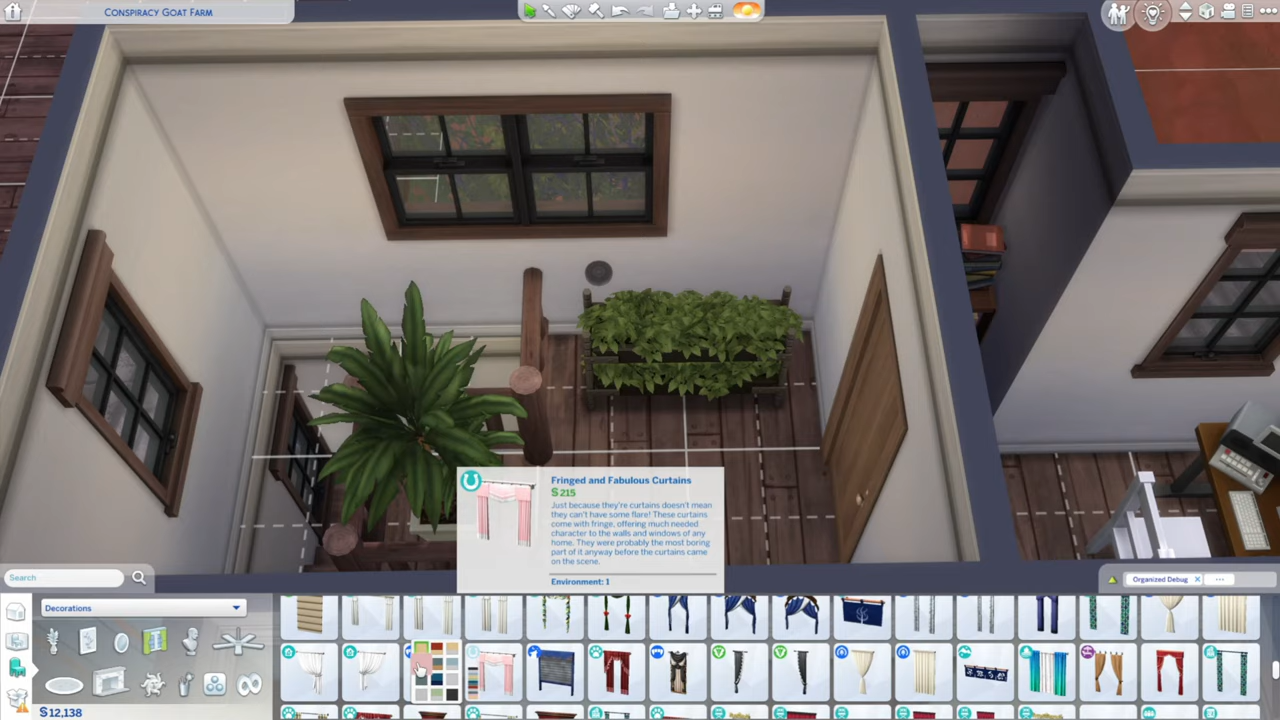 Conspiracy Goat Farm
Fringed and Fabulous Curtains
§215
Just because they're curtains doesn't mean
they can't have some flare! These curtains
come with fringe, offering much needed
character to the walls and windows of any
home. They were probably the most boring
part of it anyway before the curtains came
on the scene.
Environment: 1
Search
Organized Debug
Decorations
§12,138